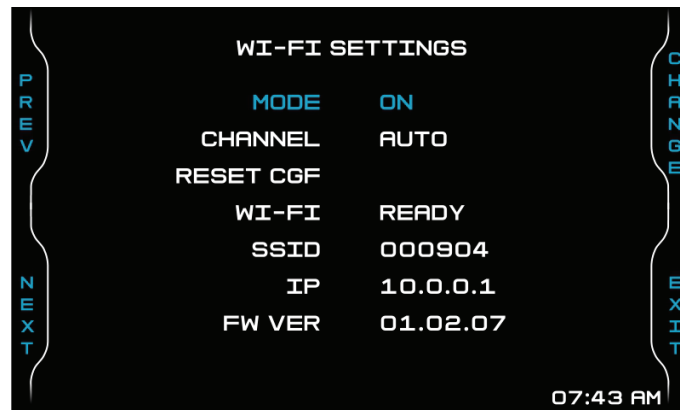 WI-FI SETTINGS
PREV
CHANGE
MODE ON
CHANNEL AUTO
RESET CGF
WI-FI READY
SSID 000904
IP 10.0.0.1
FW VER 01.02.07
NEXT
EXIT
07:43 AM